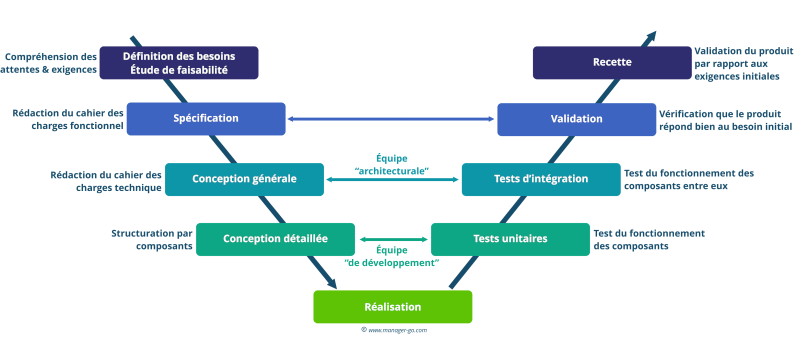 Compréhension des
attentes & exigences
Définition des besoins
Étude de faisabilité
Recette
Validation du produit
par rapport aux
exigences initiales
Rédaction du cahier des
charges fonctionnel
Spécification
Validation
Vérification que le produit
répond bien au besoin initial
Rédaction du cahier des
charges technique
Conception générale
Équipe
“architecturale”
Tests d’intégration
Test du fonctionnement des
composants entre eux
Structuration par
composants
Conception détaillée
Équipe
“de développement”
Tests unitaires
Test du fonctionnement
des composants
Réalisation
© www.manager-go.com